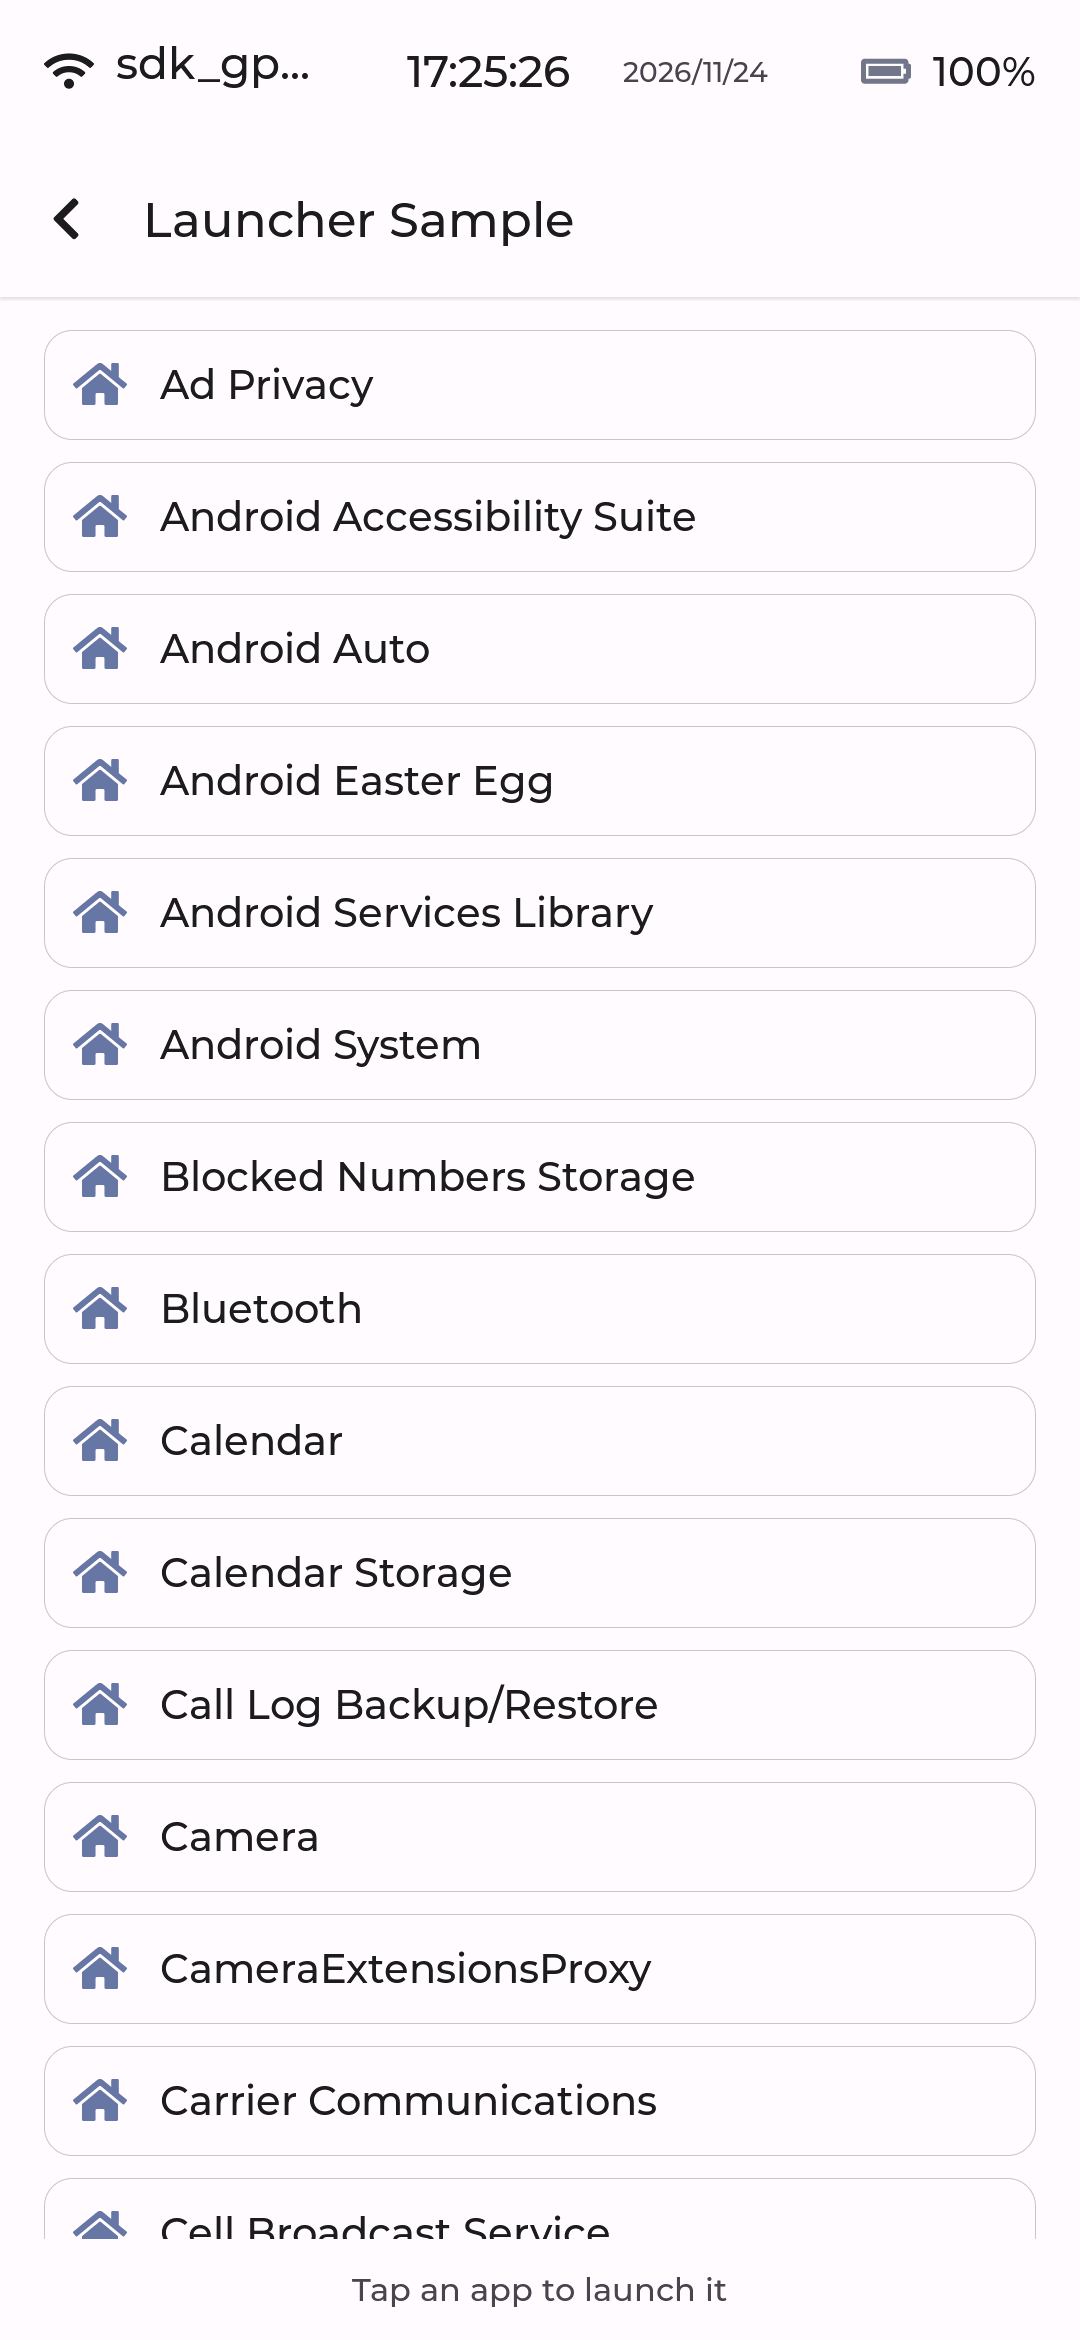 sdk_gp...
17:25:26
2026/11/24
100%
Launcher Sample
Ad Privacy
Android Accessibility Suite
Android Auto
Android Easter Egg
Android Services Library
Android System
Blocked Numbers Storage
Bluetooth
Calendar
Calendar Storage
Call Log Backup/Restore
Camera
CameraExtensionsProxy
Carrier Communications
Cell Broadcast Service
Tap an app to launch it